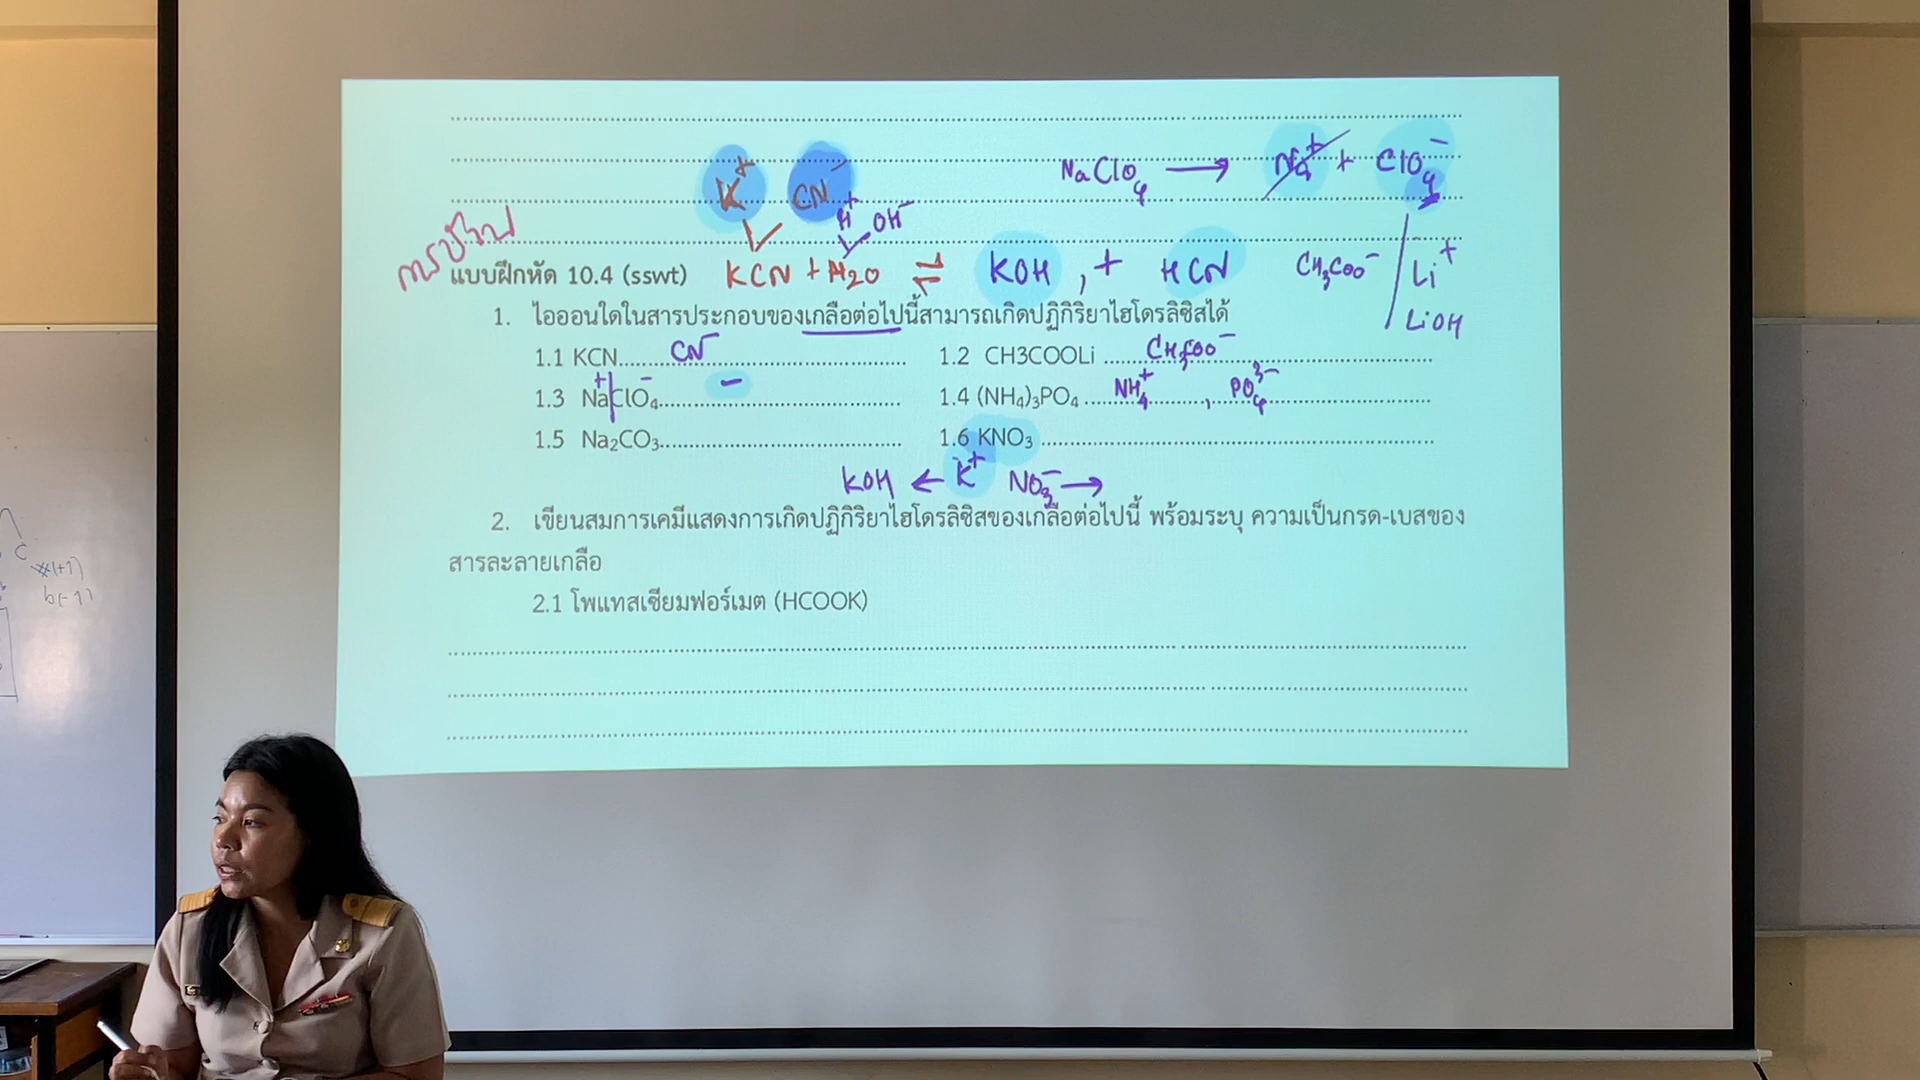 K⁺ CN⁻ NaClO₄ → Na⁺ + ClO₄⁻
H⁺ OH⁻
การบ้าน
แบบฝึกหัด 10.4 (sswt) KCN + H2O ⇌ KOH , + HCN CH₃COO⁻ Li⁺
LiOH
1. ไอออนใดในสารประกอบของเกลือต่อไปนี้สามารถเกิดปฏิกิริยาไฮโดรลิซิสได้
1.1 KCN CN⁻ 1.2 CH3COOLi CH₃COO⁻ ,
1.3 Na⁺ClO₄⁻ – 1.4 (NH₄)₃PO₄ NH₄⁺ , PO₄³⁻
1.5 Na₂CO₃ 1.6 KNO₃
KOH ← K⁺ NO₃⁻ →
2. เขียนสมการเคมีแสดงการเกิดปฏิกิริยาไฮโดรลิซิสของเกลือต่อไปนี้ พร้อมระบุ ความเป็นกรด-เบสของ
สารละลายเกลือ
2.1 โพแทสเซียมฟอร์เมต (HCOOK)
C
b(-1)